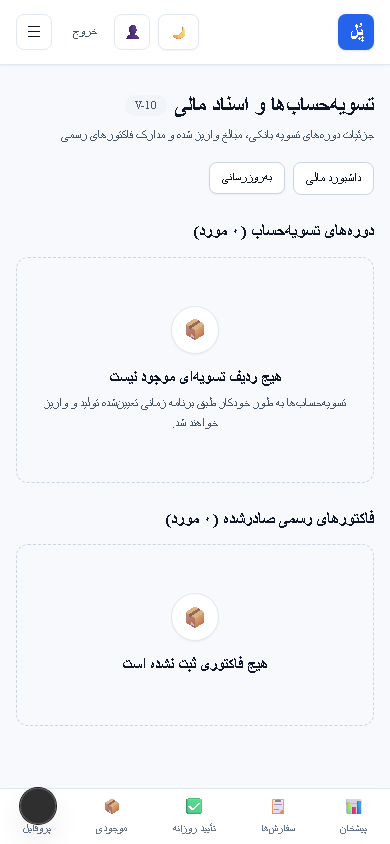 پُل
خروج
تسویه‌حساب‌ها و اسناد مالی
V-10
جزئیات دوره‌های تسویه بانکی، مبالغ واریز شده و مدارک فاکتورهای رسمی
داشبورد مالی
به‌روزرسانی
دوره‌های تسویه‌حساب (۰ مورد)
هیچ ردیف تسویه‌ای موجود نیست
تسویه‌حساب‌ها به طور خودکار طبق برنامه زمانی تعیین‌شده تولید و واریز
خواهند شد.
فاکتورهای رسمی صادرشده (۰ مورد)
هیچ فاکتوری ثبت نشده است
پیشخان
سفارش‌ها
تأیید روزانه
موجودی
پروفایل